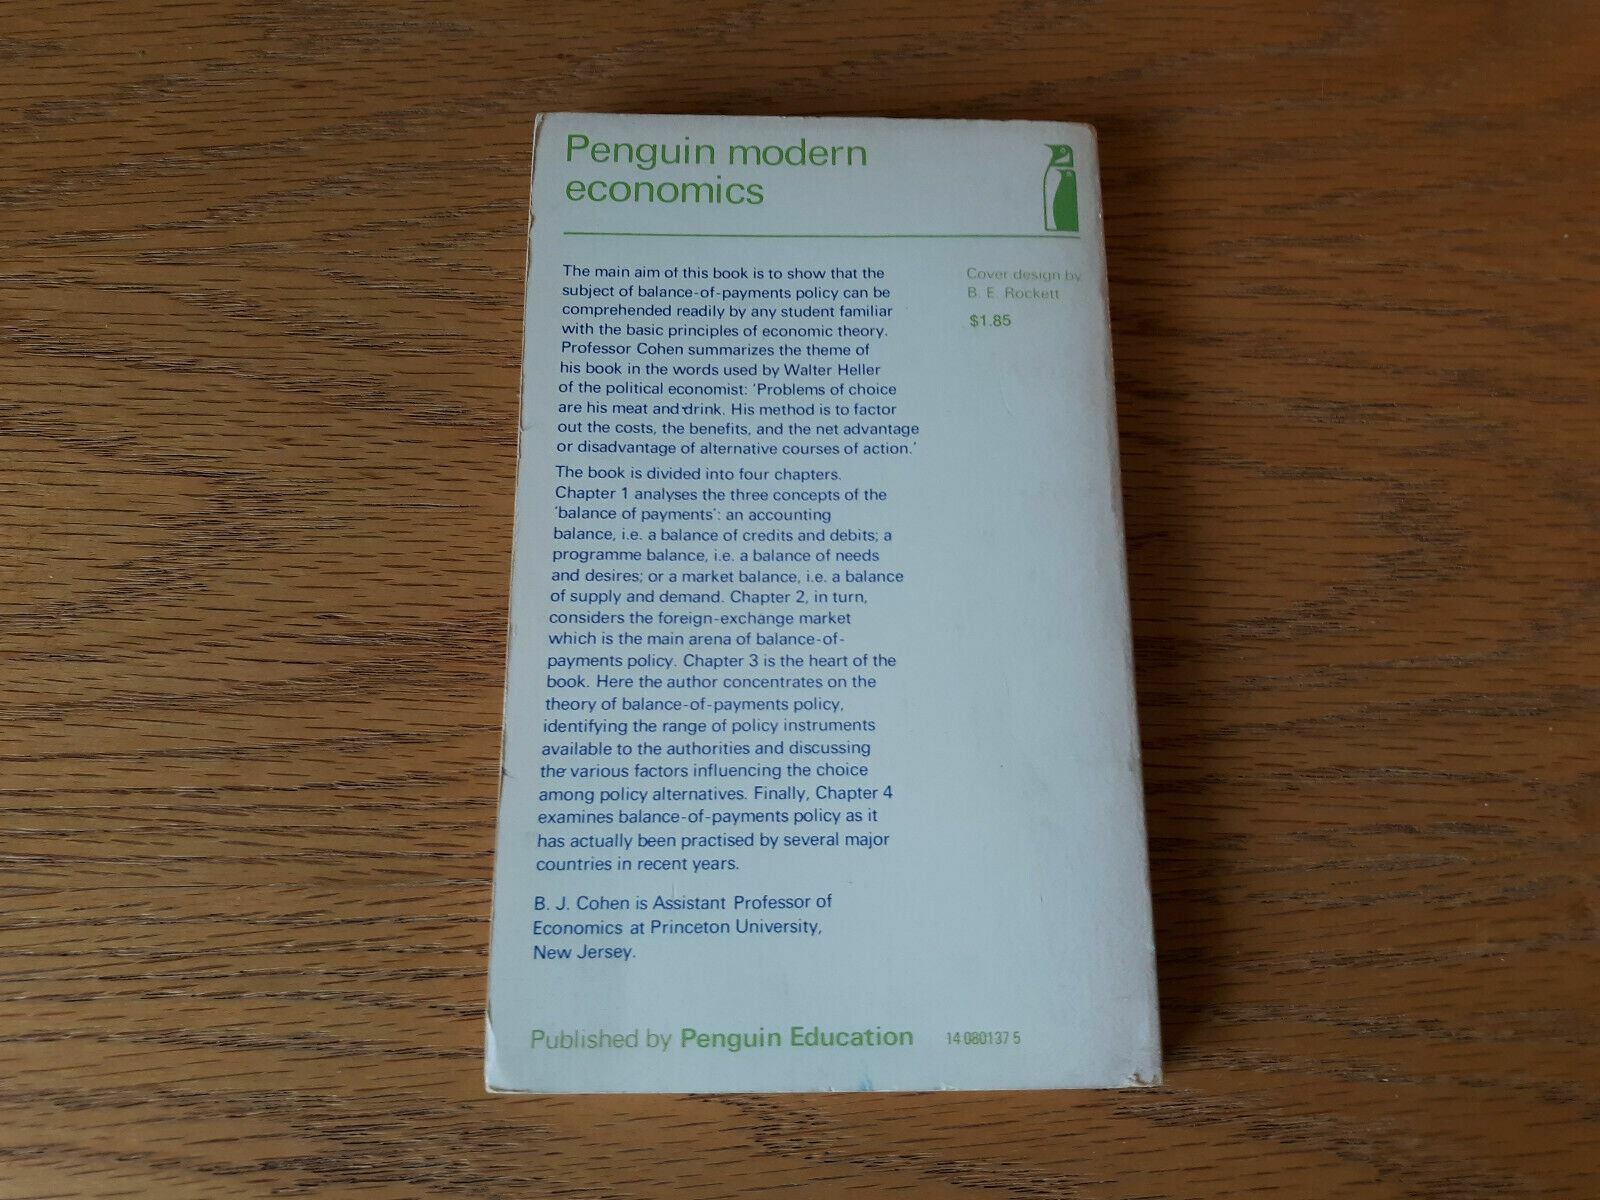 Penguin modern
economics
The main aim of this book is to show that the
subject of balance-of-payments policy can be
comprehended readily by any student familiar
with the basic principles of economic theory.
Professor Cohen summarizes the theme of
his book in the words used by Walter Heller
of the political economist: 'Problems of choice
are his meat and drink. His method is to factor
out the costs, the benefits, and the net advantage
or disadvantage of alternative courses of action.'
The book is divided into four chapters.
Chapter 1 analyses the three concepts of the
'balance of payments': an accounting
balance, i.e. a balance of credits and debits; a
programme balance, i.e. a balance of needs
and desires; or a market balance, i.e. a balance
of supply and demand. Chapter 2, in turn,
considers the foreign-exchange market
which is the main arena of balance-of-
payments policy. Chapter 3 is the heart of the
book. Here the author concentrates on the
theory of balance-of-payments policy,
identifying the range of policy instruments
available to the authorities and discussing
the various factors influencing the choice
among policy alternatives. Finally, Chapter 4
examines balance-of-payments policy as it
has actually been practised by several major
countries in recent years.
B. J. Cohen is Assistant Professor of
Economics at Princeton University,
New Jersey.
Cover design by
B. E. Rockett
$1.85
Published by Penguin Education 14 080137 5